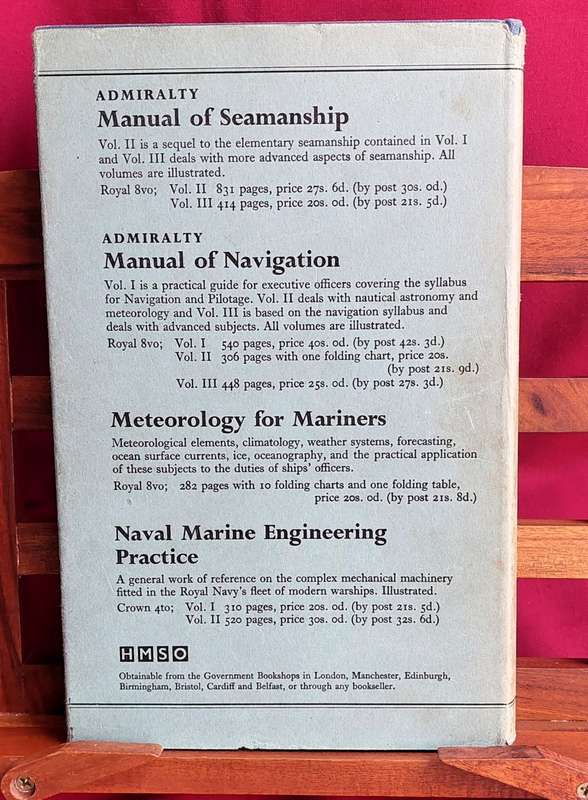 ADMIRALTY
Manual of Seamanship
Vol. II is a sequel to the elementary seamanship contained in Vol. I
and Vol. III deals with more advanced aspects of seamanship. All
volumes are illustrated.
Royal 8vo; Vol. II 831 pages, price 27s. 6d. (by post 30s. 0d.)
Vol. III 414 pages, price 20s. 0d. (by post 21s. 5d.)
ADMIRALTY
Manual of Navigation
Vol. I is a practical guide for executive officers covering the syllabus
for Navigation and Pilotage. Vol. II deals with nautical astronomy and
meteorology and Vol. III is based on the navigation syllabus and
deals with advanced subjects. All volumes are illustrated.
Royal 8vo; Vol. I 540 pages, price 40s. 0d. (by post 42s. 3d.)
Vol. II 306 pages with one folding chart, price 20s.
(by post 21s. 9d.)
Vol. III 448 pages, price 25s. 0d. (by post 27s. 3d.)
Meteorology for Mariners
Meteorological elements, climatology, weather systems, forecasting,
ocean surface currents, ice, oceanography, and the practical application
of these subjects to the duties of ships' officers.
Royal 8vo; 282 pages with 10 folding charts and one folding table,
price 20s. 0d. (by post 21s. 8d.)
Naval Marine Engineering
Practice
A general work of reference on the complex mechanical machinery
fitted in the Royal Navy's fleet of modern warships. Illustrated.
Crown 4to; Vol. I 310 pages, price 20s. 0d. (by post 21s. 5d.)
Vol. II 520 pages, price 30s. 0d. (by post 32s. 6d.)
HMSO
Obtainable from the Government Bookshops in London, Manchester, Edinburgh,
Birmingham, Bristol, Cardiff and Belfast, or through any bookseller.